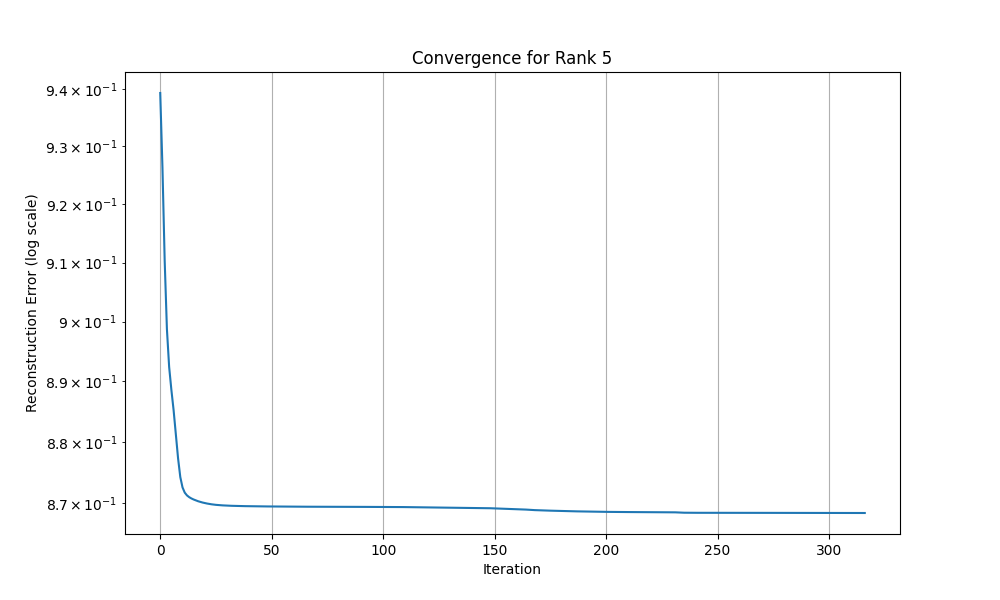 Convergence for Rank 5
Reconstruction Error (log scale)
9.4 × 10⁻¹
9.3 × 10⁻¹
9.2 × 10⁻¹
9.1 × 10⁻¹
9 × 10⁻¹
8.9 × 10⁻¹
8.8 × 10⁻¹
8.7 × 10⁻¹
0 50 100 150 200 250 300
Iteration